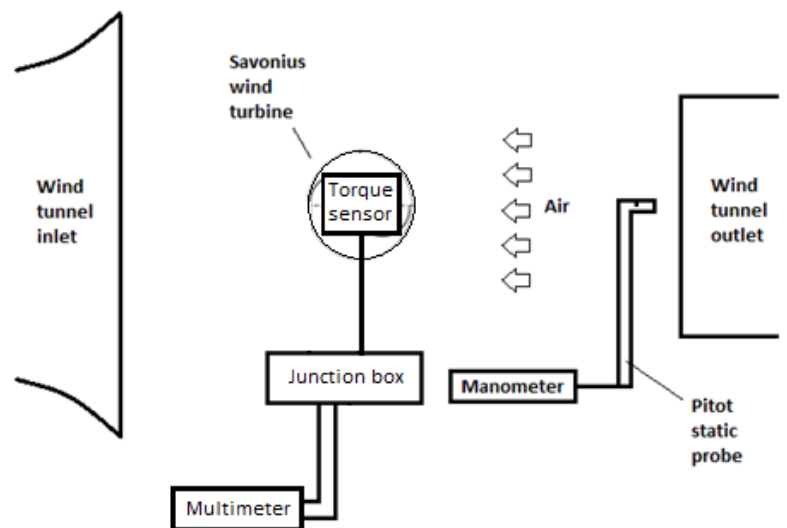 Savonius
wind
turbine
Wind
tunnel
inlet
Torque
sensor
Air
Wind
tunnel
outlet
Junction box
Manometer
Pitot
static
probe
Multimeter